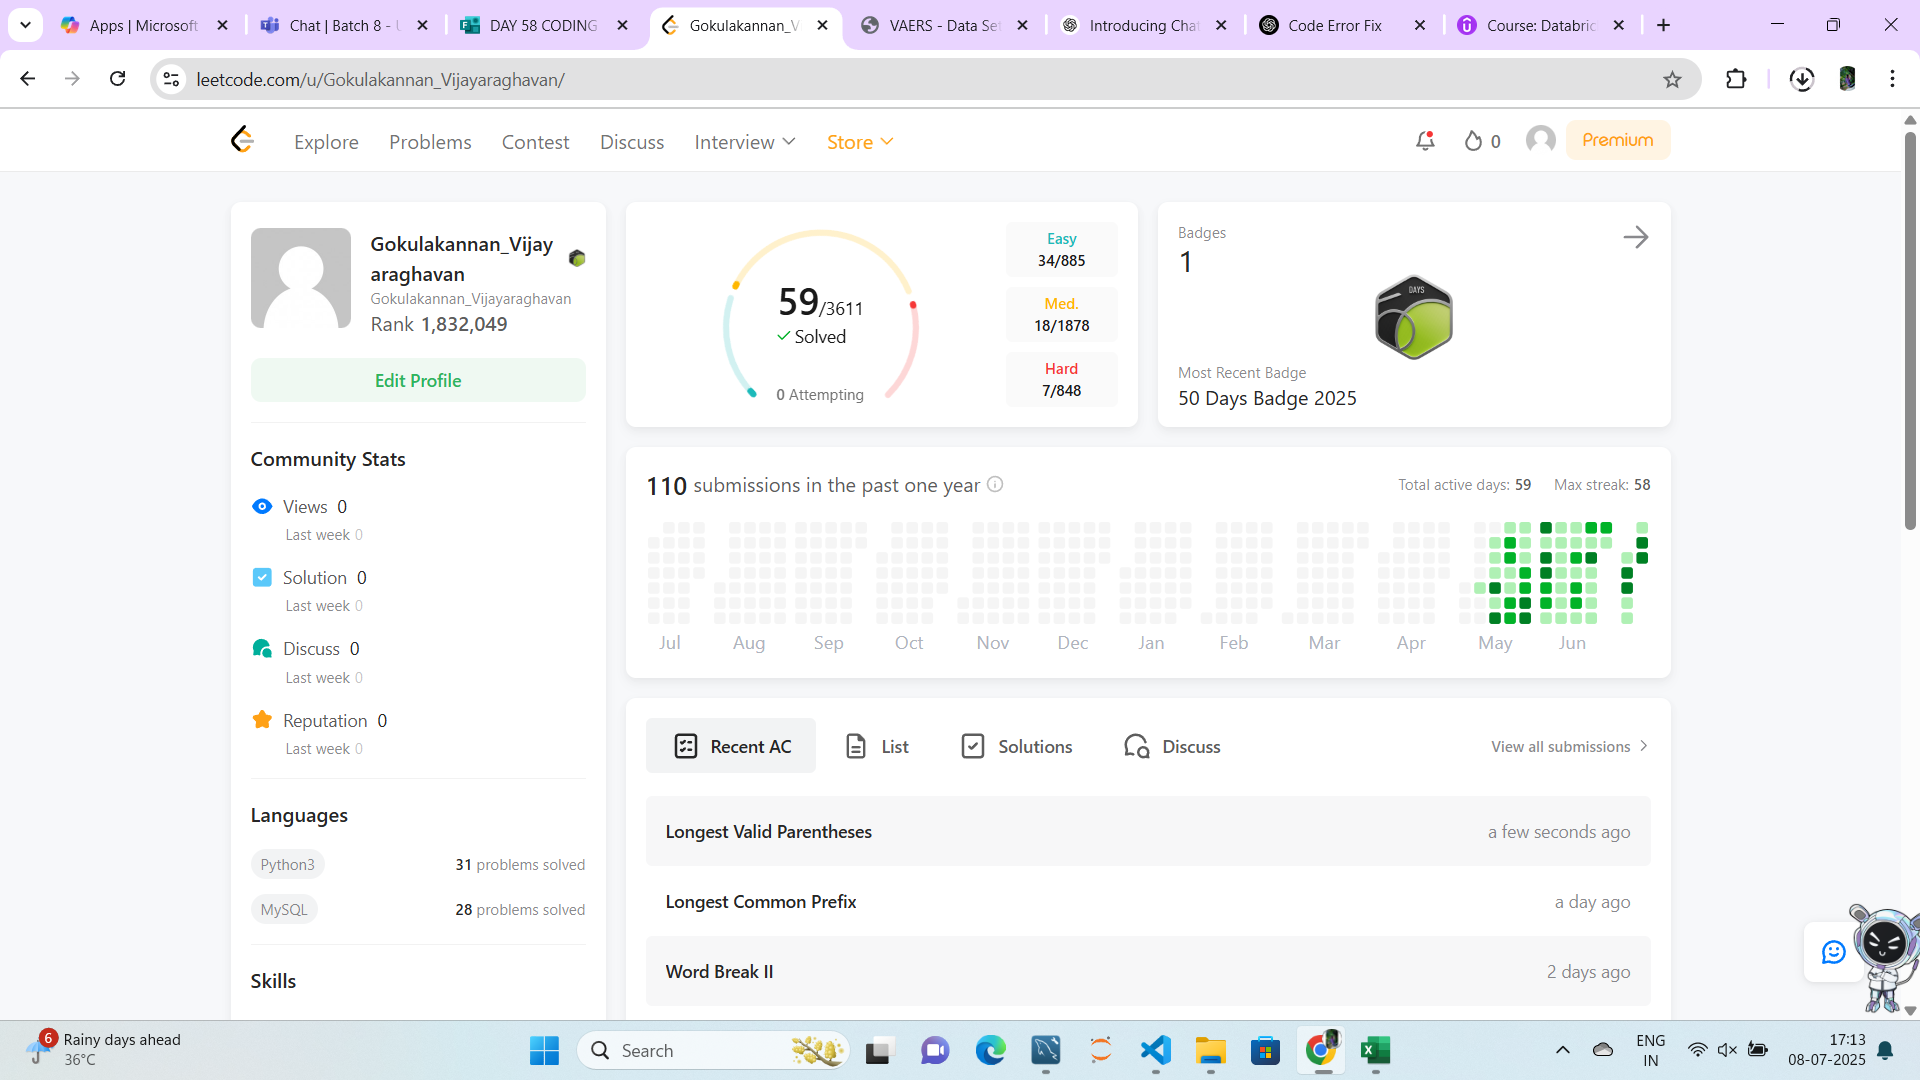 Apps | Microsoft
Chat | Batch 8 - U
DAY 58 CODING
Gokulakannan_V
VAERS - Data Set
Introducing Chat
Code Error Fix
Course: Databric
leetcode.com/u/Gokulakannan_Vijayaraghavan/
Explore Problems Contest Discuss Interview Store
0
Premium
Gokulakannan_Vijay
araghavan
Gokulakannan_Vijayaraghavan
Rank 1,832,049
Edit Profile
Community Stats
Views 0
Last week 0
Solution 0
Last week 0
Discuss 0
Last week 0
Reputation 0
Last week 0
Languages
Python3 31 problems solved
MySQL 28 problems solved
Skills
59/3611
Solved
0 Attempting
Easy
34/885
Med.
18/1878
Hard
7/848
Badges
1
DAYS
Most Recent Badge
50 Days Badge 2025
110 submissions in the past one year
Total active days: 59 Max streak: 58
Jul Aug Sep Oct Nov Dec Jan Feb Mar Apr May Jun
Recent AC List Solutions Discuss
View all submissions
Longest Valid Parentheses a few seconds ago
Longest Common Prefix a day ago
Word Break II 2 days ago
6
Rainy days ahead
36°C
Search
ENG
IN
17:13
08-07-2025